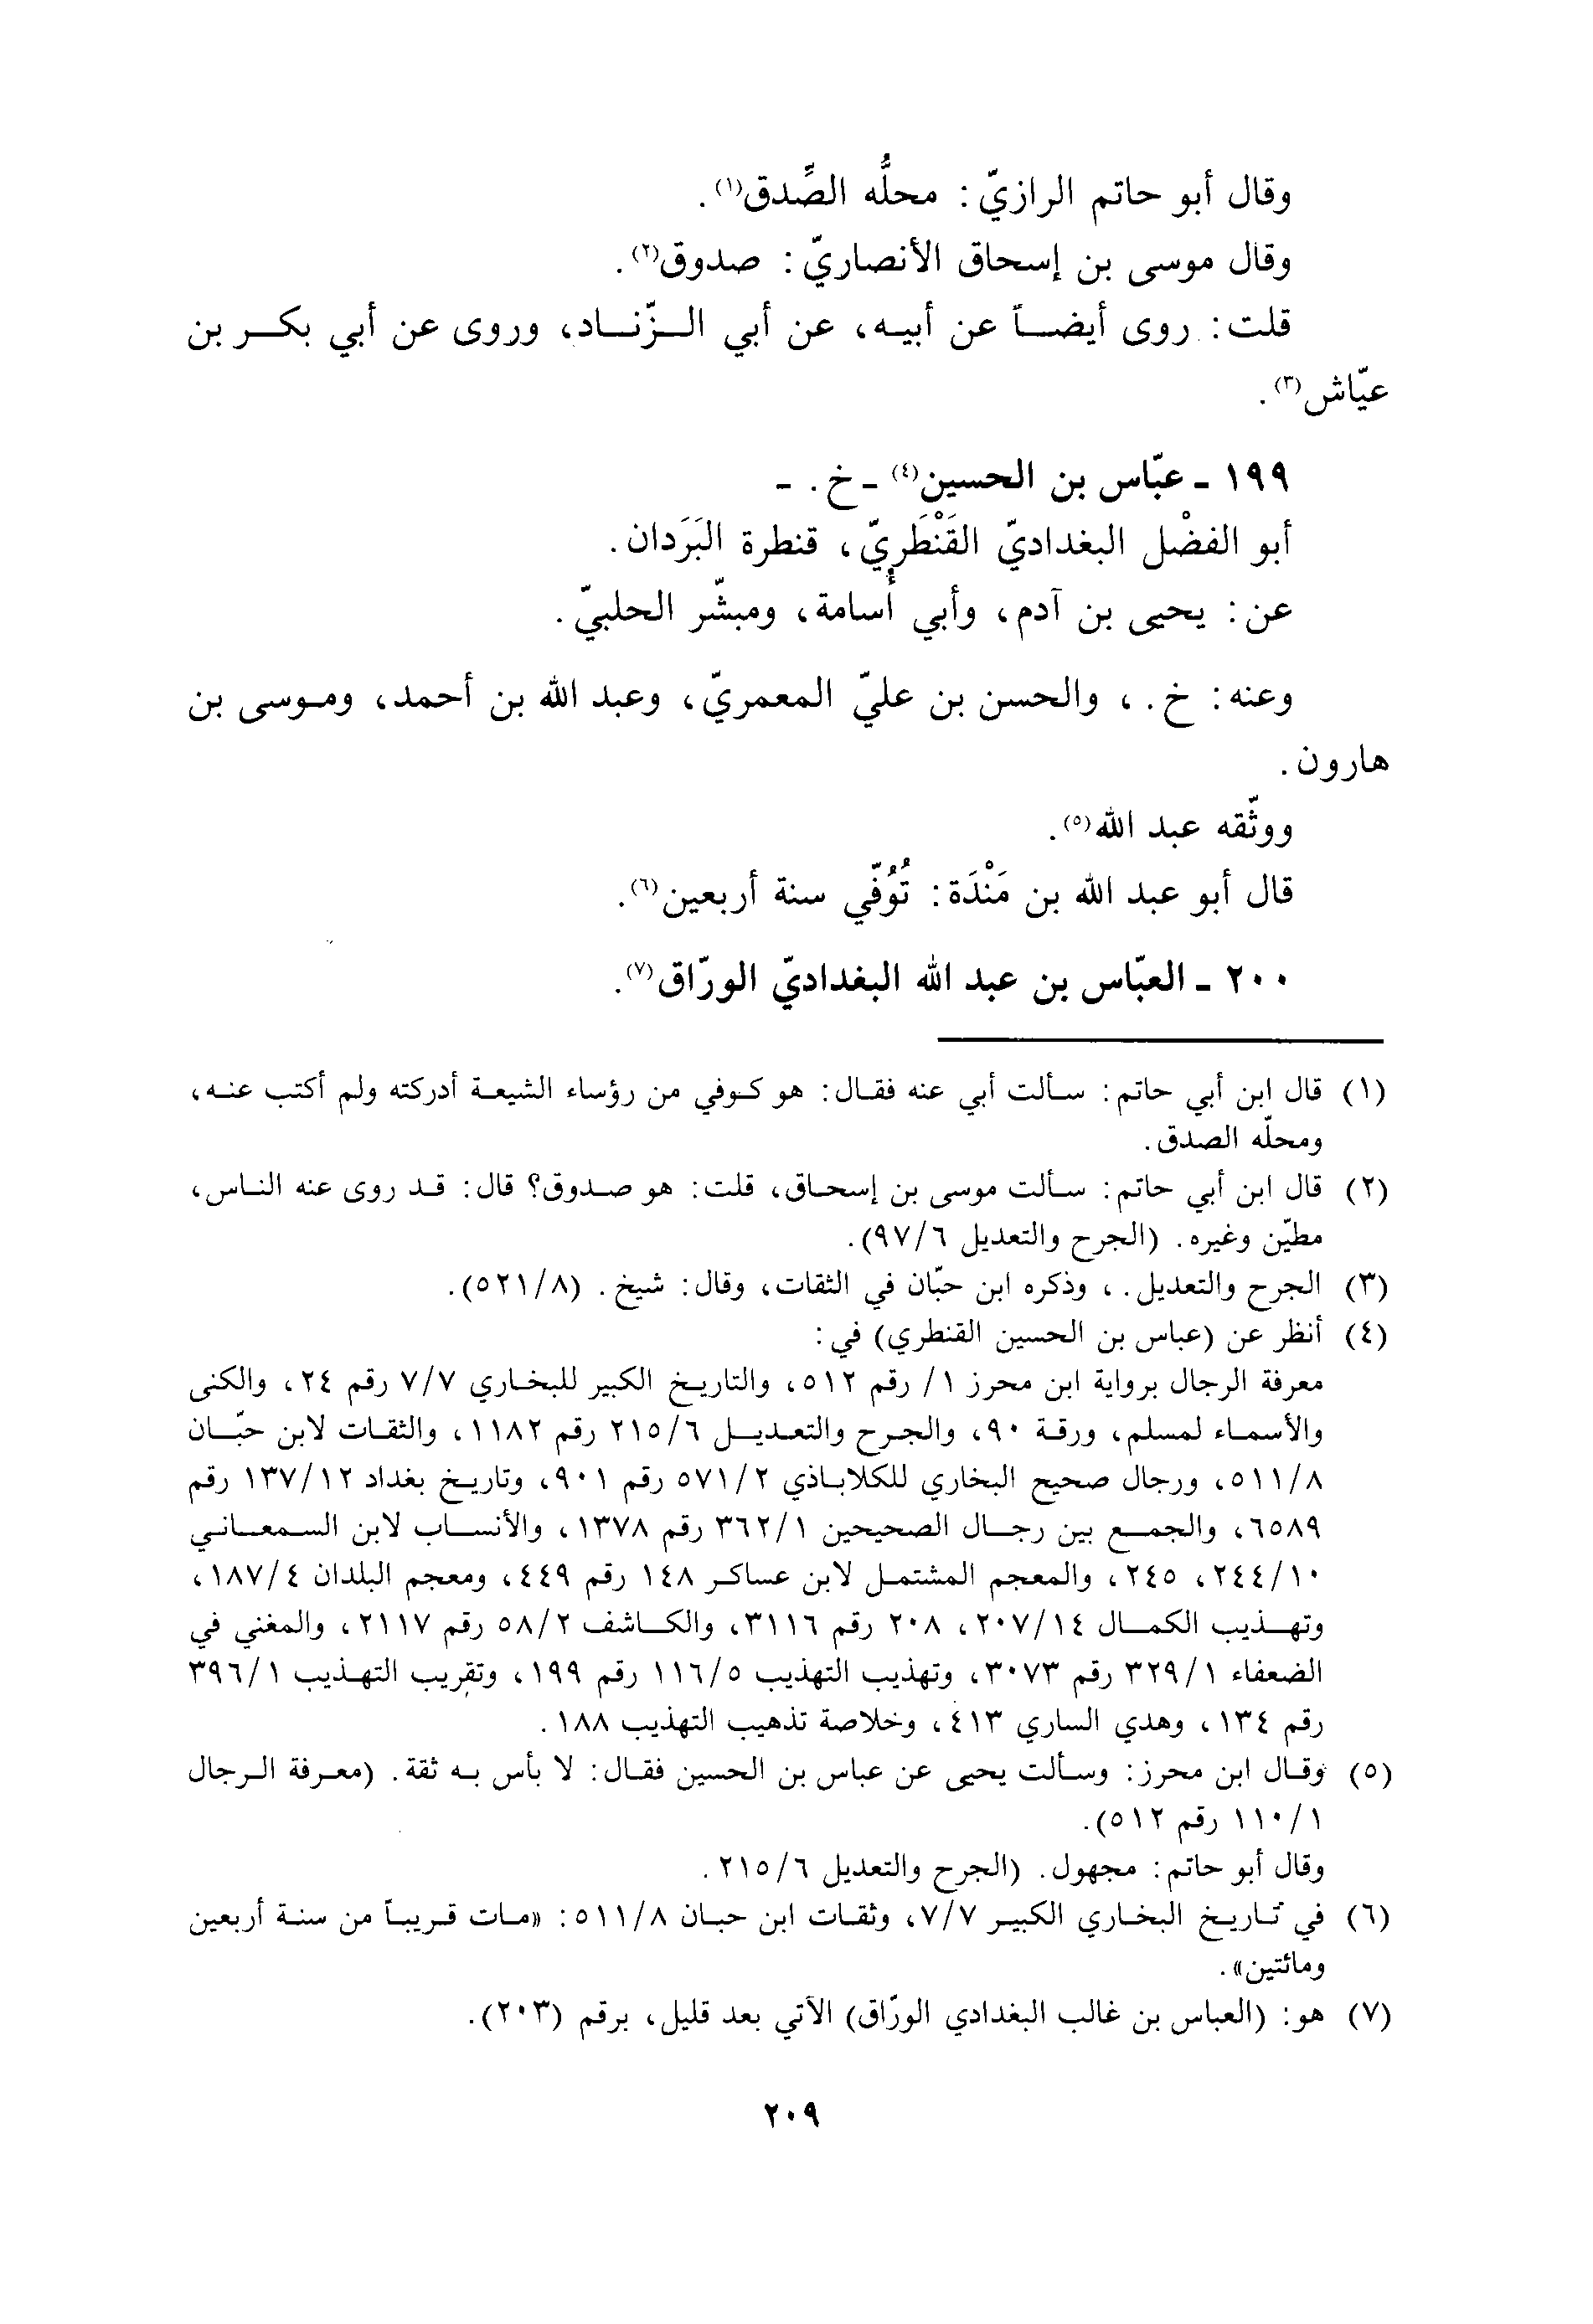 وقال أبو حاتم الرازيّ: محلُّه الصِّدق(١).
وقال موسى بن إسحاق الأنصاريّ: صدوق(٢).
قلت: روى أيضاً عن أبيه، عن أبي الزّناد، وروى عن أبي بكر بن
عيّاش(٣).
١٩٩ - عبّاس بن الحسين(٤) - خ. -
أبو الفضْل البغداديّ القَنْطَريّ، قنطرة البَرَدان.
عن: يحيى بن آدم، وأبي أُسامة، ومبشّر الحلبيّ.
وعنه: خ.، والحسن بن عليّ المعمريّ، وعبد الله بن أحمد، وموسى بن
هارون.
ووثّقه عبد الله(٥).
قال أبو عبد الله بن مَنْدَة: تُوُفّي سنة أربعين(٦).
٢٠٠ - العبّاس بن عبد الله البغداديّ الورّاق(٧).
(١) قال ابن أبي حاتم: سألت أبي عنه فقال: هو كوفي من رؤساء الشيعة أدركته ولم أكتب عنه،
ومحلّه الصدق.
(٢) قال ابن أبي حاتم: سألت موسى بن إسحاق، قلت: هو صدوق؟ قال: قد روى عنه الناس،
مطيّن وغيره. (الجرح والتعديل ٩٧/٦).
(٣) الجرح والتعديل.، وذكره ابن حبّان في الثقات، وقال: شيخ. (٥٢١/٨).
(٤) أنظر عن (عباس بن الحسين القنطري) في:
معرفة الرجال برواية ابن محرز ١/ رقم ٥١٢، والتاريخ الكبير للبخاري ٧/٧ رقم ٢٤، والكنى
والأسماء لمسلم، ورقة ٩٠، والجرح والتعديل ٢١٥/٦ رقم ١١٨٢، والثقات لابن حبّان
٥١١/٨، ورجال صحيح البخاري للكلاباذي ٥٧١/٢ رقم ٩٠١، وتاريخ بغداد ١٣٧/١٢ رقم
٦٥٨٩، والجمع بين رجال الصحيحين ٣٦٢/١ رقم ١٣٧٨، والأنساب لابن السمعاني
٢٤٤/١٠، ٢٤٥، والمعجم المشتمل لابن عساكر ١٤٨ رقم ٤٤٩، ومعجم البلدان ١٨٧/٤،
وتهذيب الكمال ٢٠٧/١٤، ٢٠٨ رقم ٣١١٦، والكاشف ٥٨/٢ رقم ٢١١٧، والمغني في
الضعفاء ٣٢٩/١ رقم ٣٠٧٣، وتهذيب التهذيب ١١٦/٥ رقم ١٩٩، وتقريب التهذيب ٣٩٦/١
رقم ١٣٤، وهدي الساري ٤١٣، وخلاصة تذهيب التهذيب ١٨٨.
(٥) وقال ابن محرز: وسألت يحيى عن عباس بن الحسين فقال: لا بأس به ثقة. (معرفة الرجال
١١٠/١ رقم ٥١٢).
وقال أبو حاتم: مجهول. (الجرح والتعديل ٢١٥/٦.
(٦) في تاريخ البخاري الكبير ٧/٧، وثقات ابن حبان ٥١١/٨: «مات قريباً من سنة أربعين
ومائتين».
(٧) هو: (العباس بن غالب البغدادي الورّاق) الآتي بعد قليل، برقم (٢٠٣).
٢٠٩